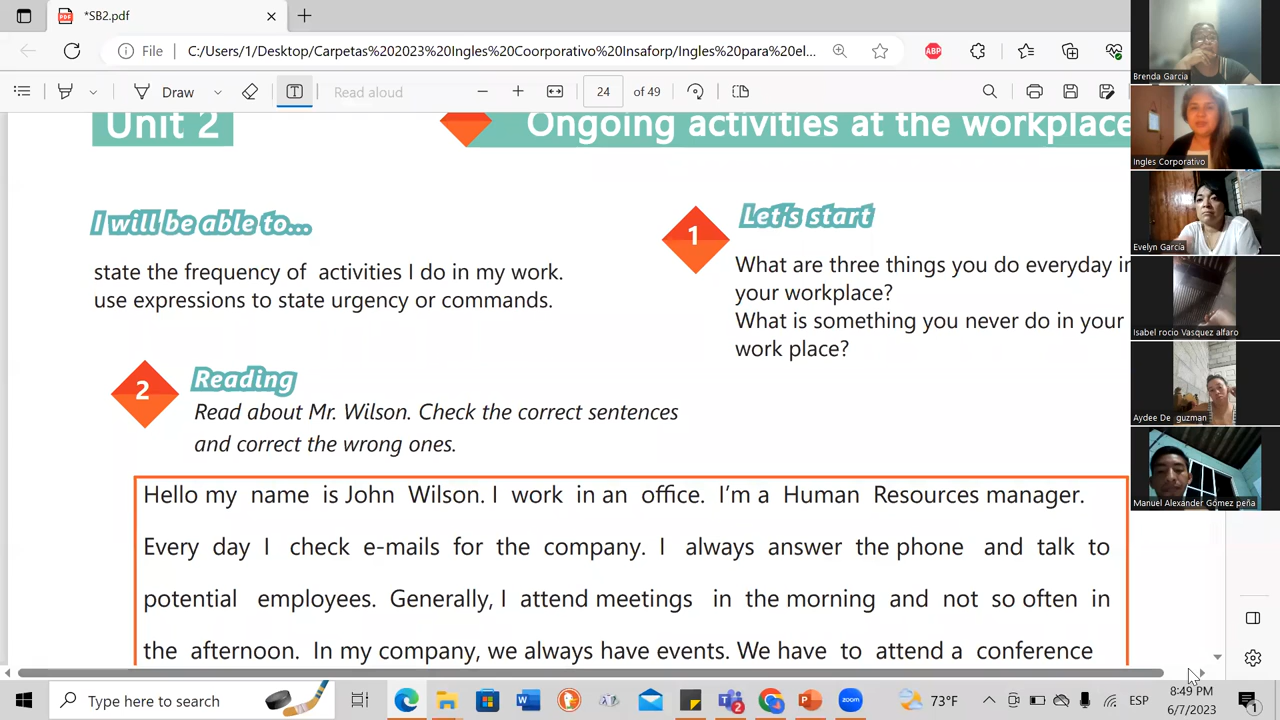 *SB2.pdf
File
C:/Users/1/Desktop/Carpetas%202023%20Ingles%20Coorporativo%20Insaforp/Ingles%20para%20el...
ABP
Draw
Read aloud
24
of 49
Unit 2
Ongoing activities at the workplace
I will be able to...
state the frequency of activities I do in my work.
use expressions to state urgency or commands.
1
Let's start
What are three things you do everyday in
your workplace?
What is something you never do in your
work place?
2
Reading
Read about Mr. Wilson. Check the correct sentences
and correct the wrong ones.
Hello my name is John Wilson. I work in an office. I'm a Human Resources manager.
Every day I check e-mails for the company. I always answer the phone and talk to
potential employees. Generally, I attend meetings in the morning and not so often in
the afternoon. In my company, we always have events. We have to attend a conference
Brenda Garcia
Ingles Corporativo
Evelyn Garcia
Isabel rocio Vasquez alfaro
Aydee De guzman
Manuel Alexander Gómez peña
Type here to search
zoom
73°F
ESP
8:49 PM
6/7/2023